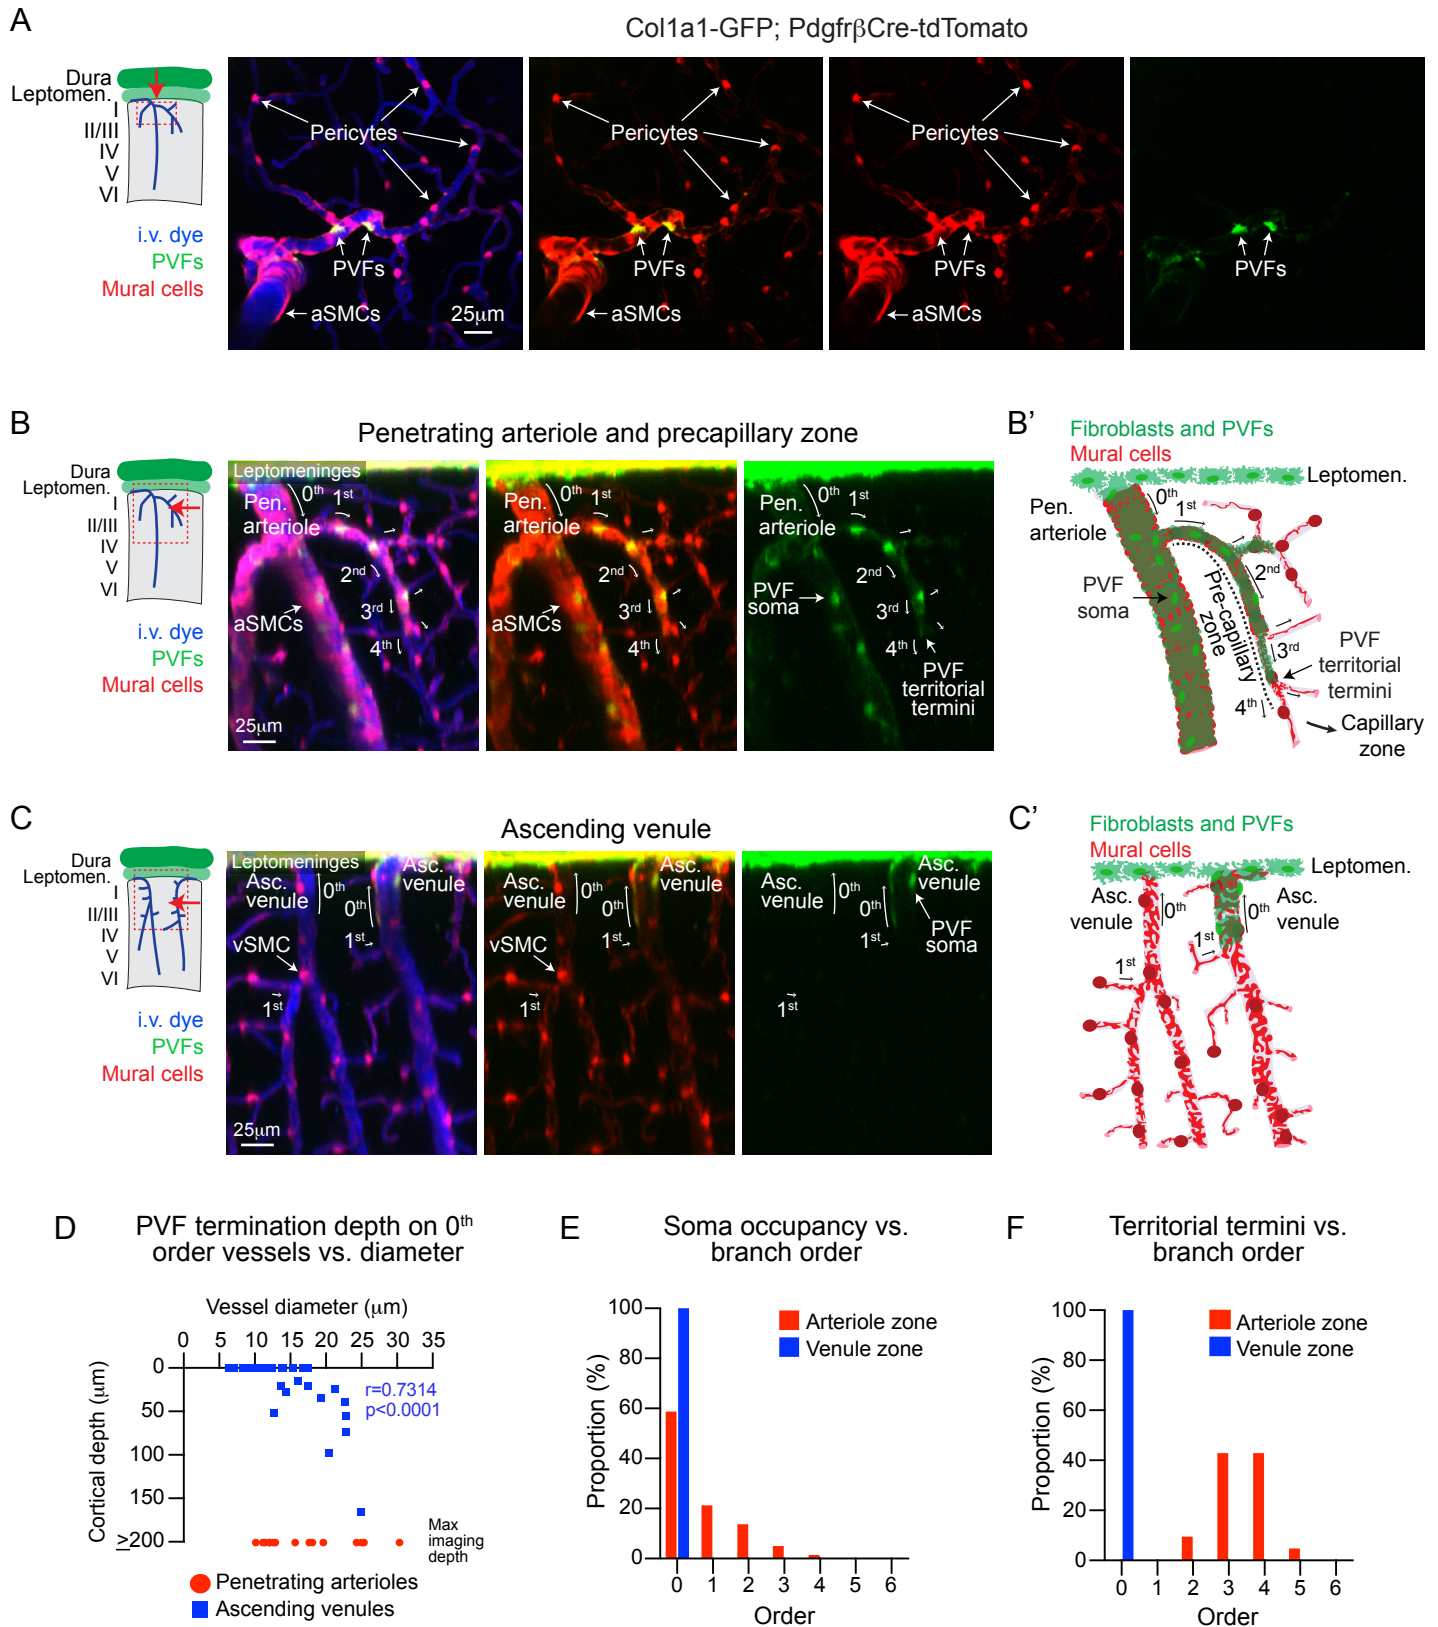 A
Col1a1-GFP; PdgfrβCre-tdTomato
Dura
Leptomen.
I
II/III
IV
V
VI
i.v. dye
PVFs
Mural cells
Pericytes
PVFs
aSMCs
25μm
Pericytes
PVFs
aSMCs
Pericytes
PVFs
aSMCs
PVFs
B
Penetrating arteriole and precapillary zone
Dura
Leptomen.
I
II/III
IV
V
VI
i.v. dye
PVFs
Mural cells
Leptomeninges
0th
1st
Pen.
arteriole
2nd
3rd
aSMCs
4th
25μm
0th
1st
Pen.
arteriole
2nd
3rd
aSMCs
4th
0th
1st
Pen.
arteriole
2nd
PVF
soma
3rd
4th
PVF
territorial
termini
B’
Fibroblasts and PVFs
Mural cells
Leptomen.
0th
1st
Pen.
arteriole
2nd
PVF
soma
Pre-capillary
zone
3rd
PVF
territorial
termini
4th
Capillary
zone
C
Ascending venule
Dura
Leptomen.
I
II/III
IV
V
VI
i.v. dye
PVFs
Mural cells
Leptomeninges
Asc.
venule
Asc.
venule
0th
0th
1st
vSMC
1st
25μm
Asc.
venule
Asc.
venule
0th
0th
1st
vSMC
1st
Asc.
venule
Asc.
venule
0th
0th
1st
PVF
soma
1st
C’
Fibroblasts and PVFs
Mural cells
Leptomen.
Asc.
venule
0th
0th
Asc.
venule
1st
1st
D
PVF termination depth on 0th
order vessels vs. diameter
Vessel diameter (μm)
0 5 10 15 20 25 30 35
Cortical depth (μm)
0
50
100
150
≥200
r=0.7314
p<0.0001
Max
imaging
depth
Penetrating arterioles
Ascending venules
E
Soma occupancy vs.
branch order
Proportion (%)
100
80
60
40
20
0
Arteriole zone
Venule zone
0 1 2 3 4 5 6
Order
F
Territorial termini vs.
branch order
Proportion (%)
100
80
60
40
20
0
Arteriole zone
Venule zone
0 1 2 3 4 5 6
Order